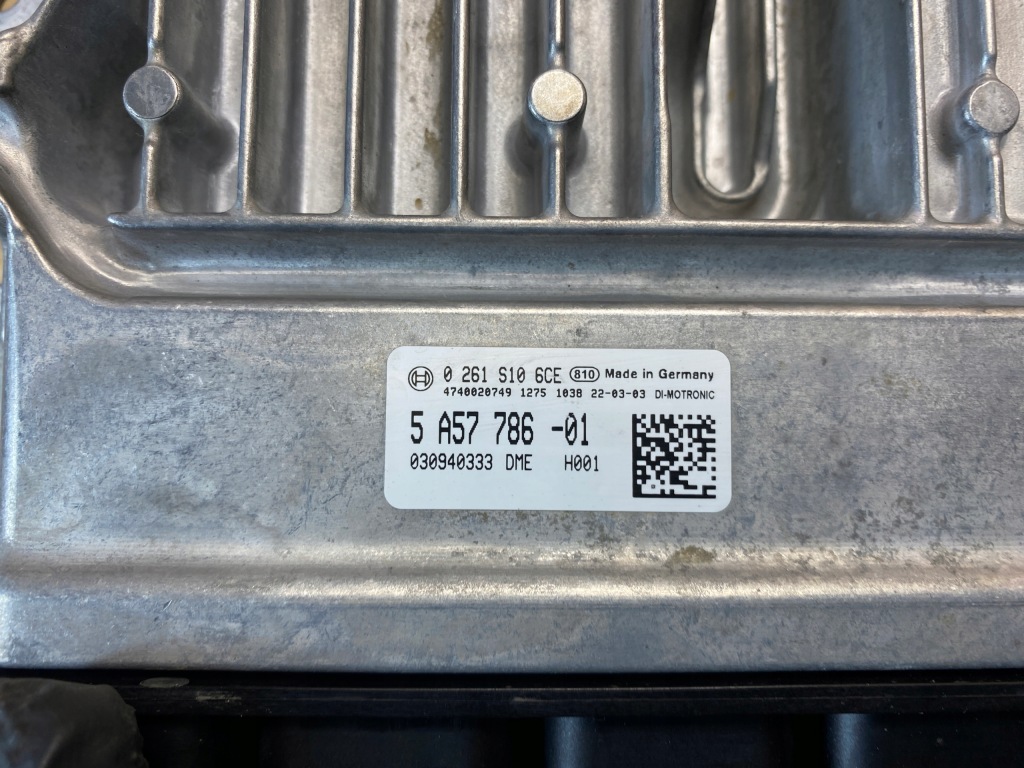 0 261 S10 6CE 810 Made in Germany
4740020749 1275 1038 22-03-03 DI-MOTRONIC
5 A57 786 -01
030940333 DME H001